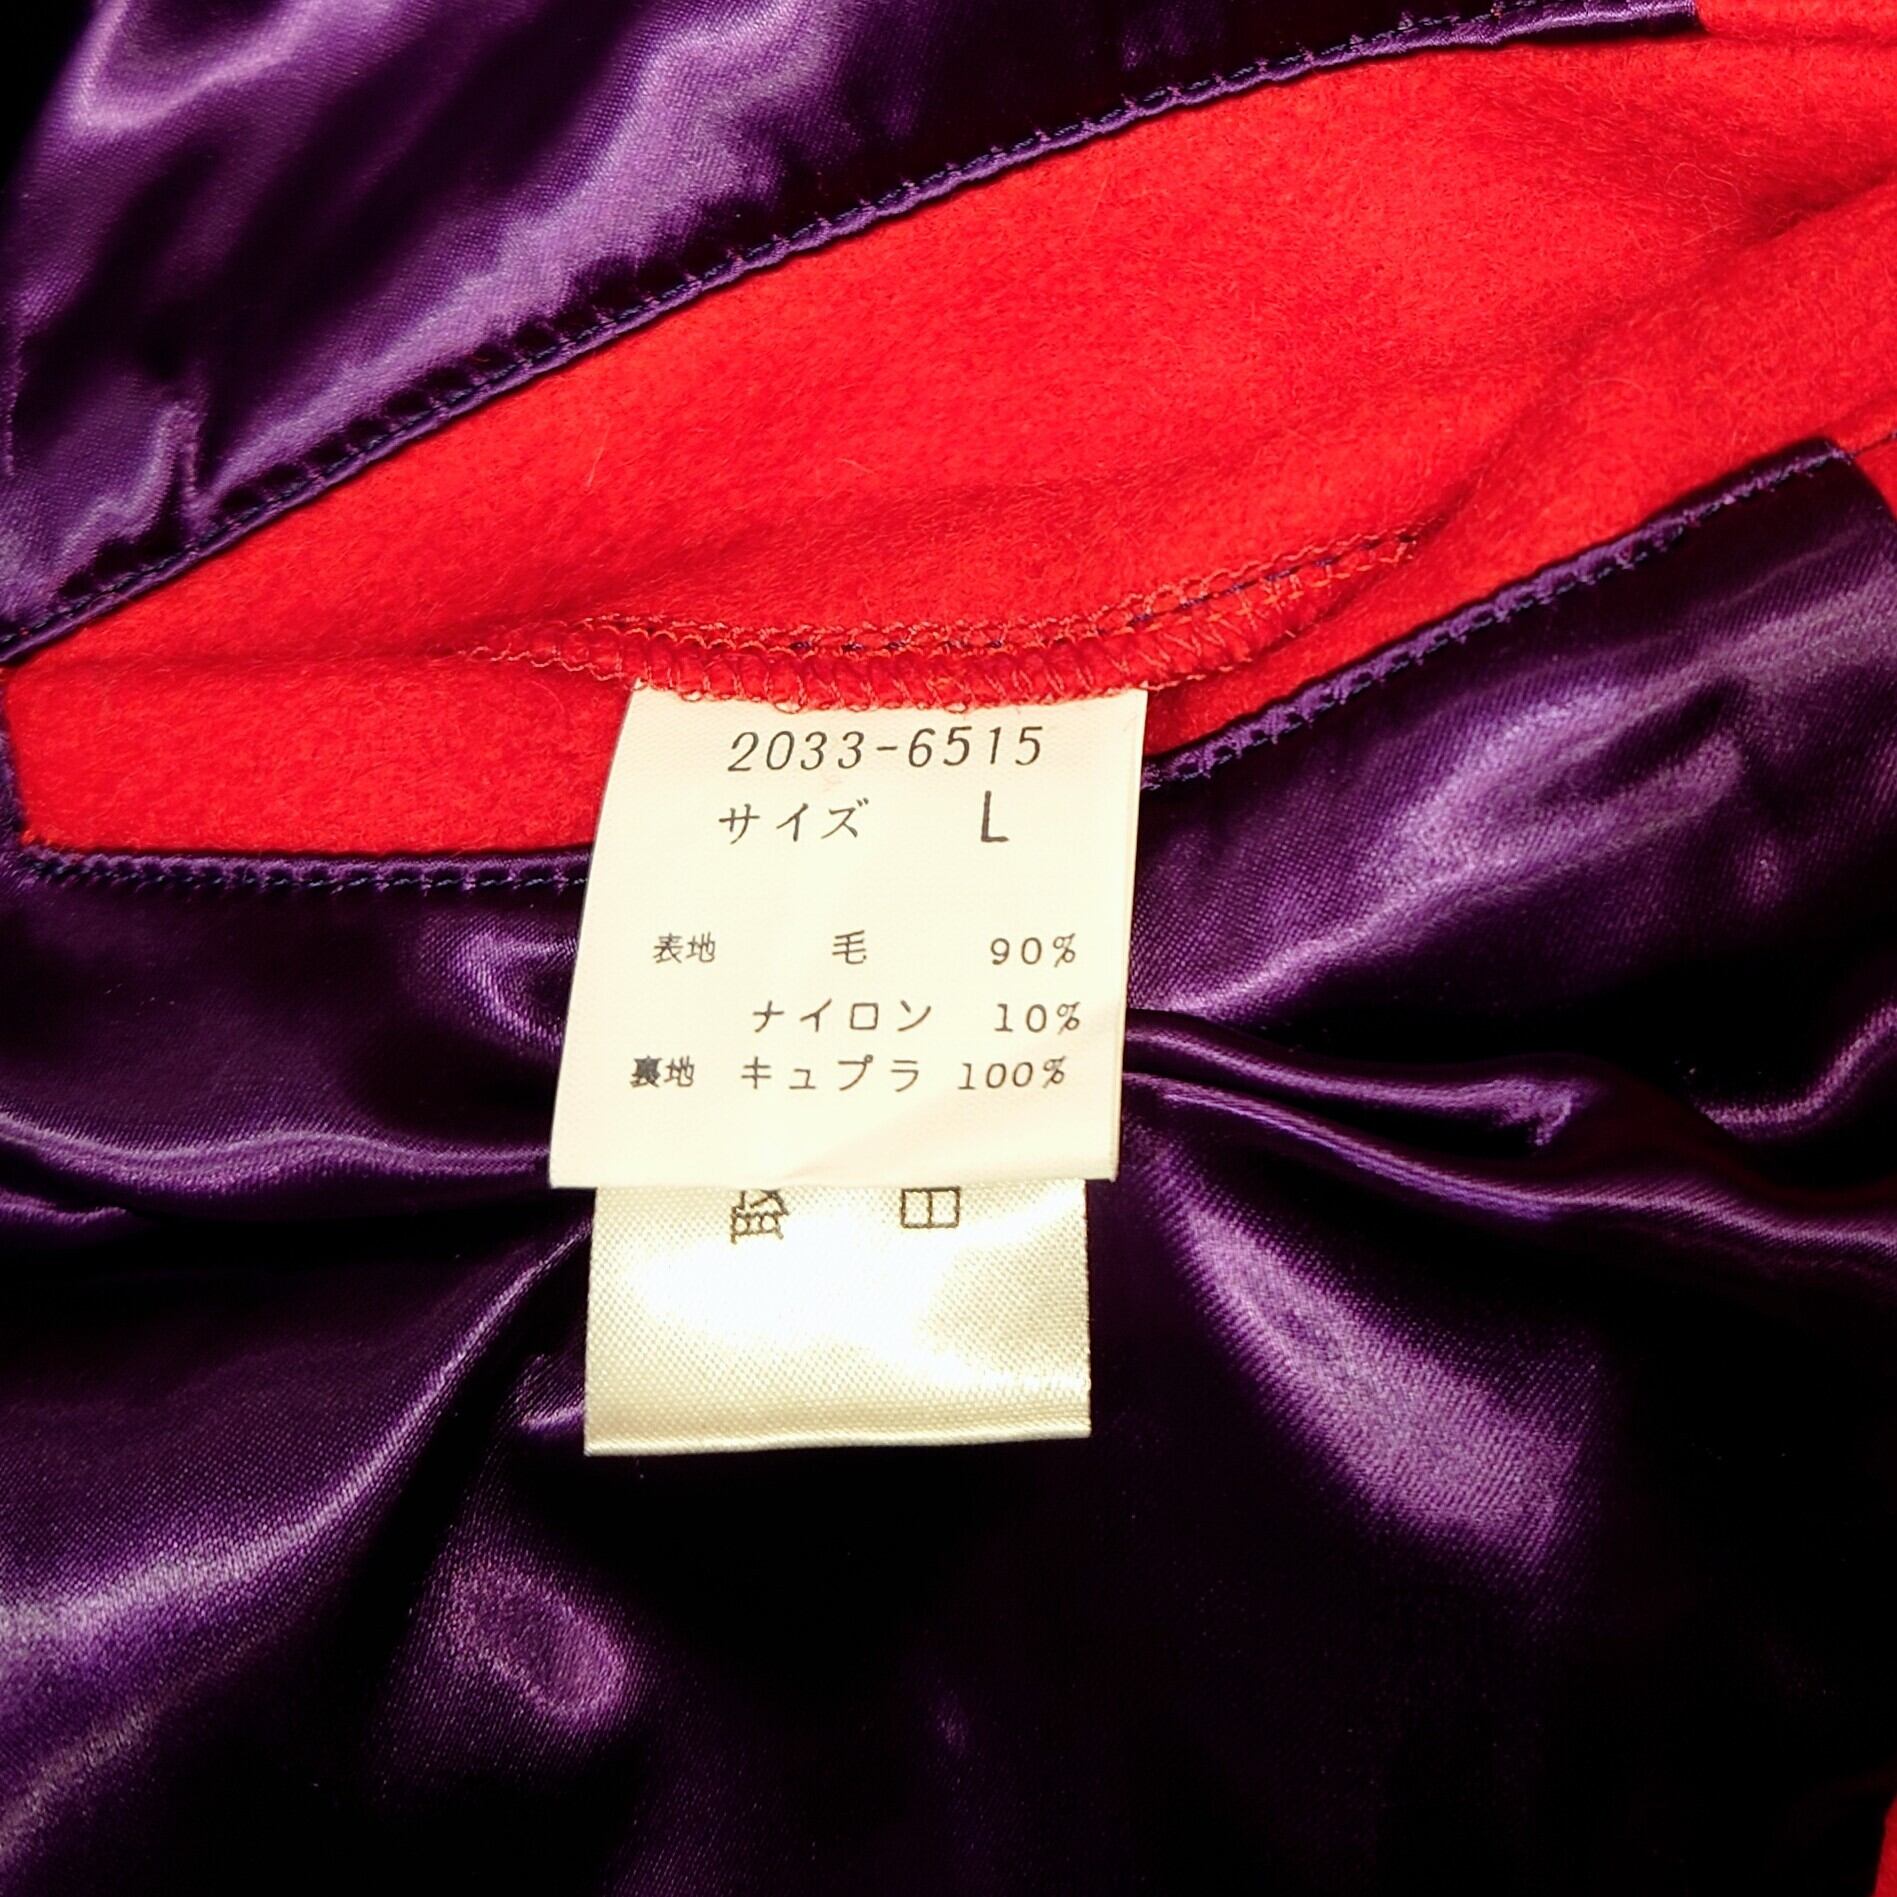 2033-6515
サイズ L
表地 毛 90%
ナイロン 10%
裏地 キュプラ 100%